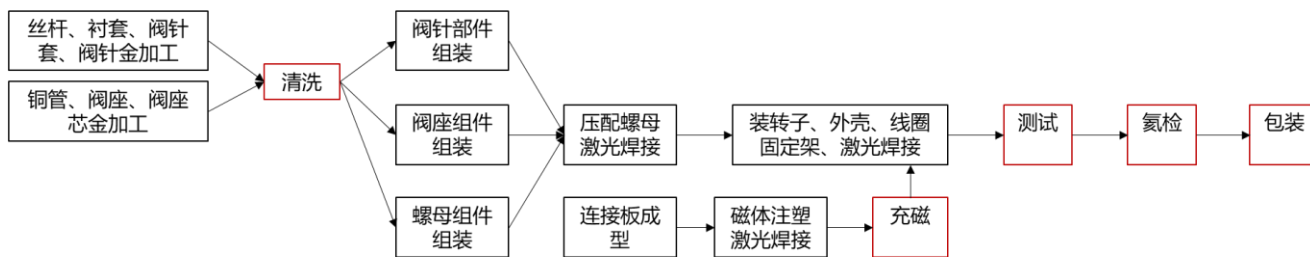 丝杆、衬套、阀针
套、阀针金加工
铜管、阀座、阀座
芯金加工
清洗
阀针部件
组装
阀座组件
组装
螺母组件
组装
压配螺母
激光焊接
装转子、外壳、线圈
固定架、激光焊接
测试
氦检
包装
连接板成
型
磁体注塑
激光焊接
充磁